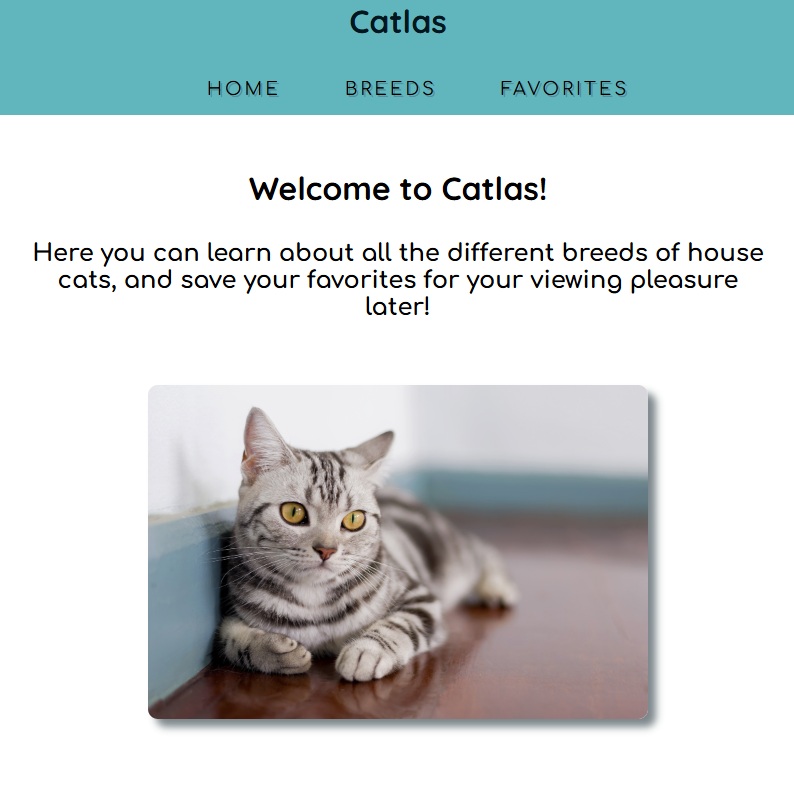 Catlas
HOME BREEDS FAVORITES
Welcome to Catlas!
Here you can learn about all the different breeds of house
cats, and save your favorites for your viewing pleasure
later!